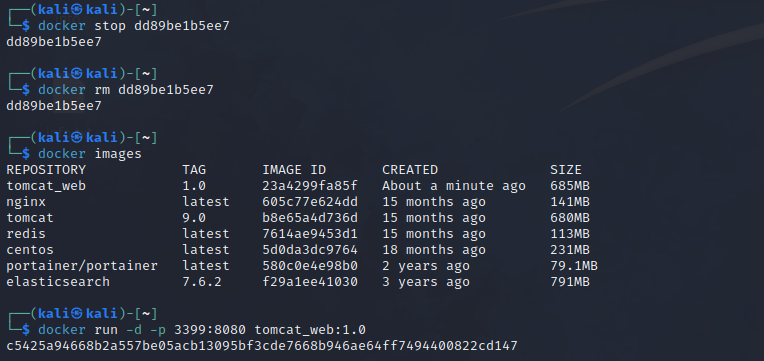 ┌──(kali㉿kali)-[~]
└─$ docker stop dd89be1b5ee7
dd89be1b5ee7
┌──(kali㉿kali)-[~]
└─$ docker rm dd89be1b5ee7
dd89be1b5ee7
┌──(kali㉿kali)-[~]
└─$ docker images
REPOSITORY TAG IMAGE ID CREATED SIZE
tomcat_web 1.0 23a4299fa85f About a minute ago 685MB
nginx latest 605c77e624dd 15 months ago 141MB
tomcat 9.0 b8e65a4d736d 15 months ago 680MB
redis latest 7614ae9453d1 15 months ago 113MB
centos latest 5d0da3dc9764 18 months ago 231MB
portainer/portainer latest 580c0e4e98b0 2 years ago 79.1MB
elasticsearch 7.6.2 f29a1ee41030 3 years ago 791MB
┌──(kali㉿kali)-[~]
└─$ docker run -d -p 3399:8080 tomcat_web:1.0
c5425a94668b2a557be05acb13095bf3cde7668b946ae64ff7494400822cd147